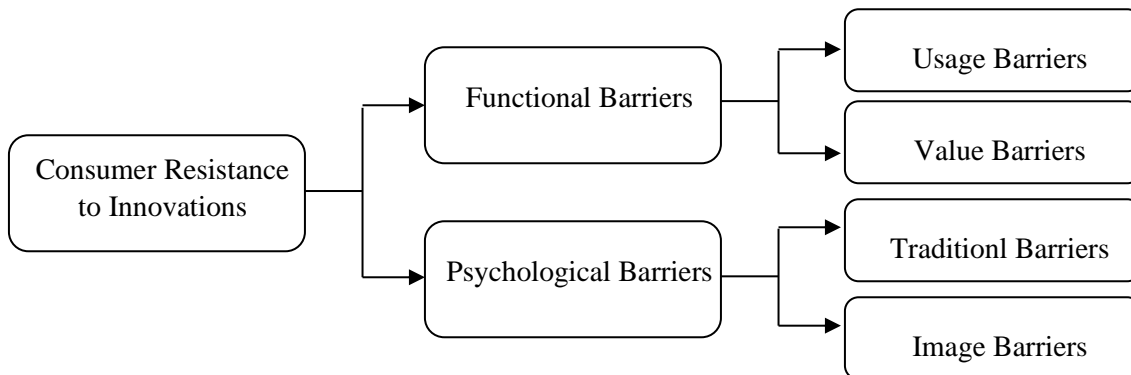 Consumer Resistance
to Innovations
Functional Barriers
Psychological Barriers
Usage Barriers
Value Barriers
Traditionl Barriers
Image Barriers